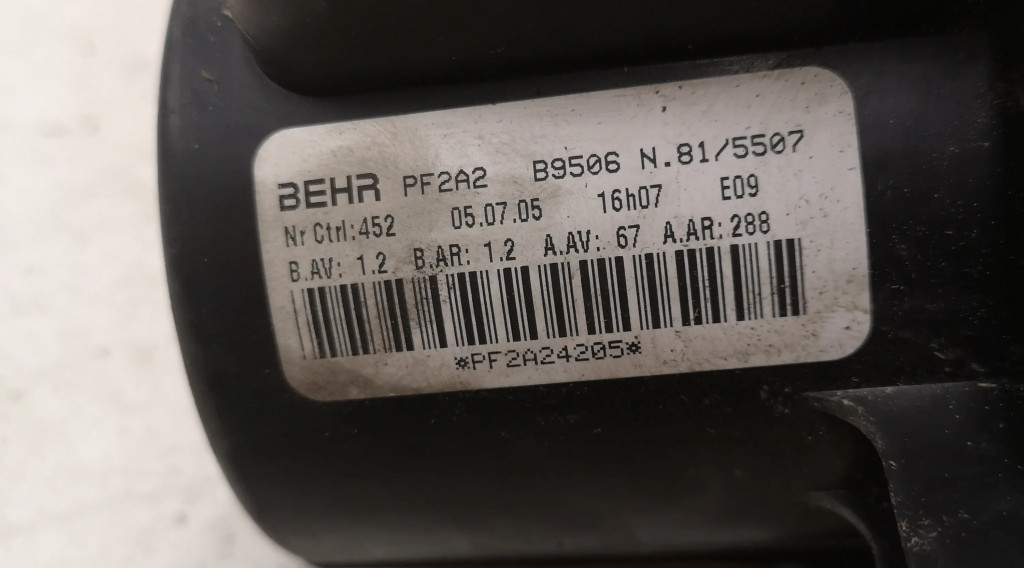 BEHR PF2A2 B9506 N.81/5507
Nr Ctrl:452 05.07.05 16h07 E09
B.AV: 1.2 B.AR: 1.2 A.AV: 67 A.AR: 288
*PF2A24205*